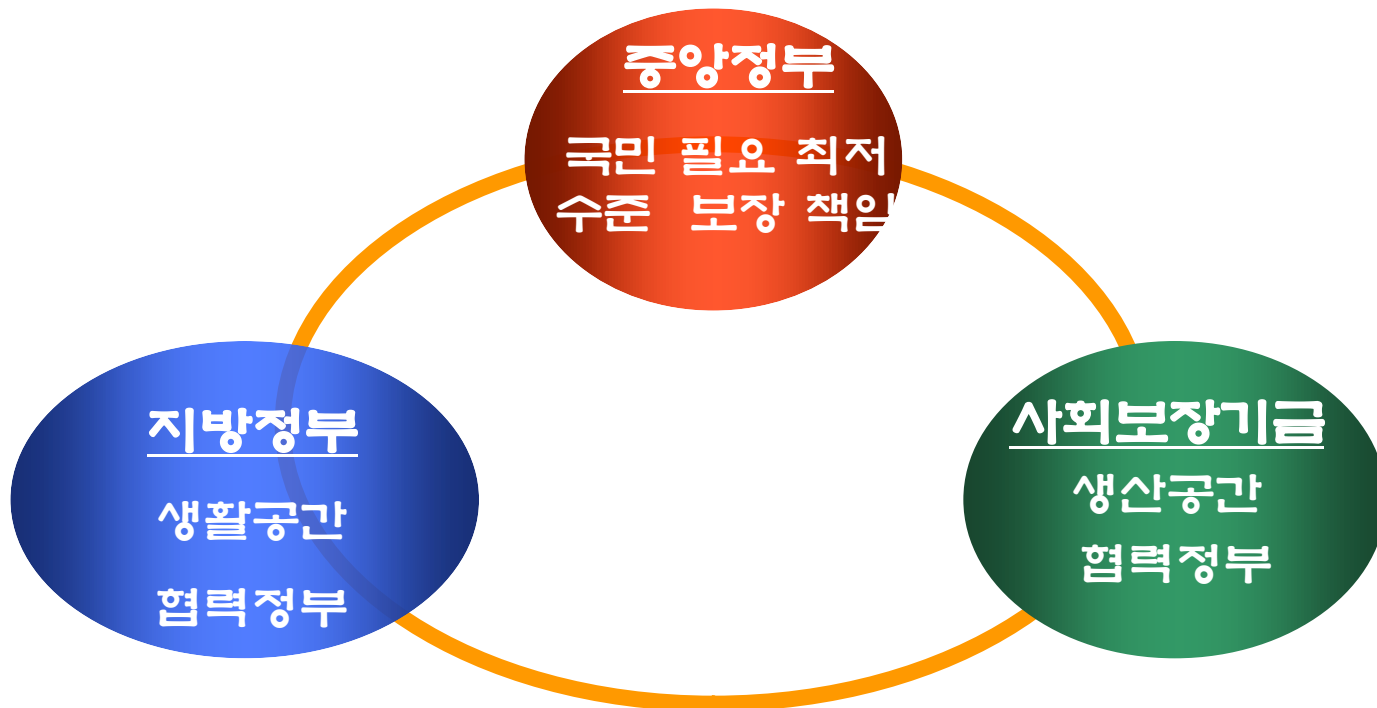 중앙정부
국민 필요 최저
수준 보장 책임
지방정부
생활공간
협력정부
사회보장기금
생산공간
협력정부